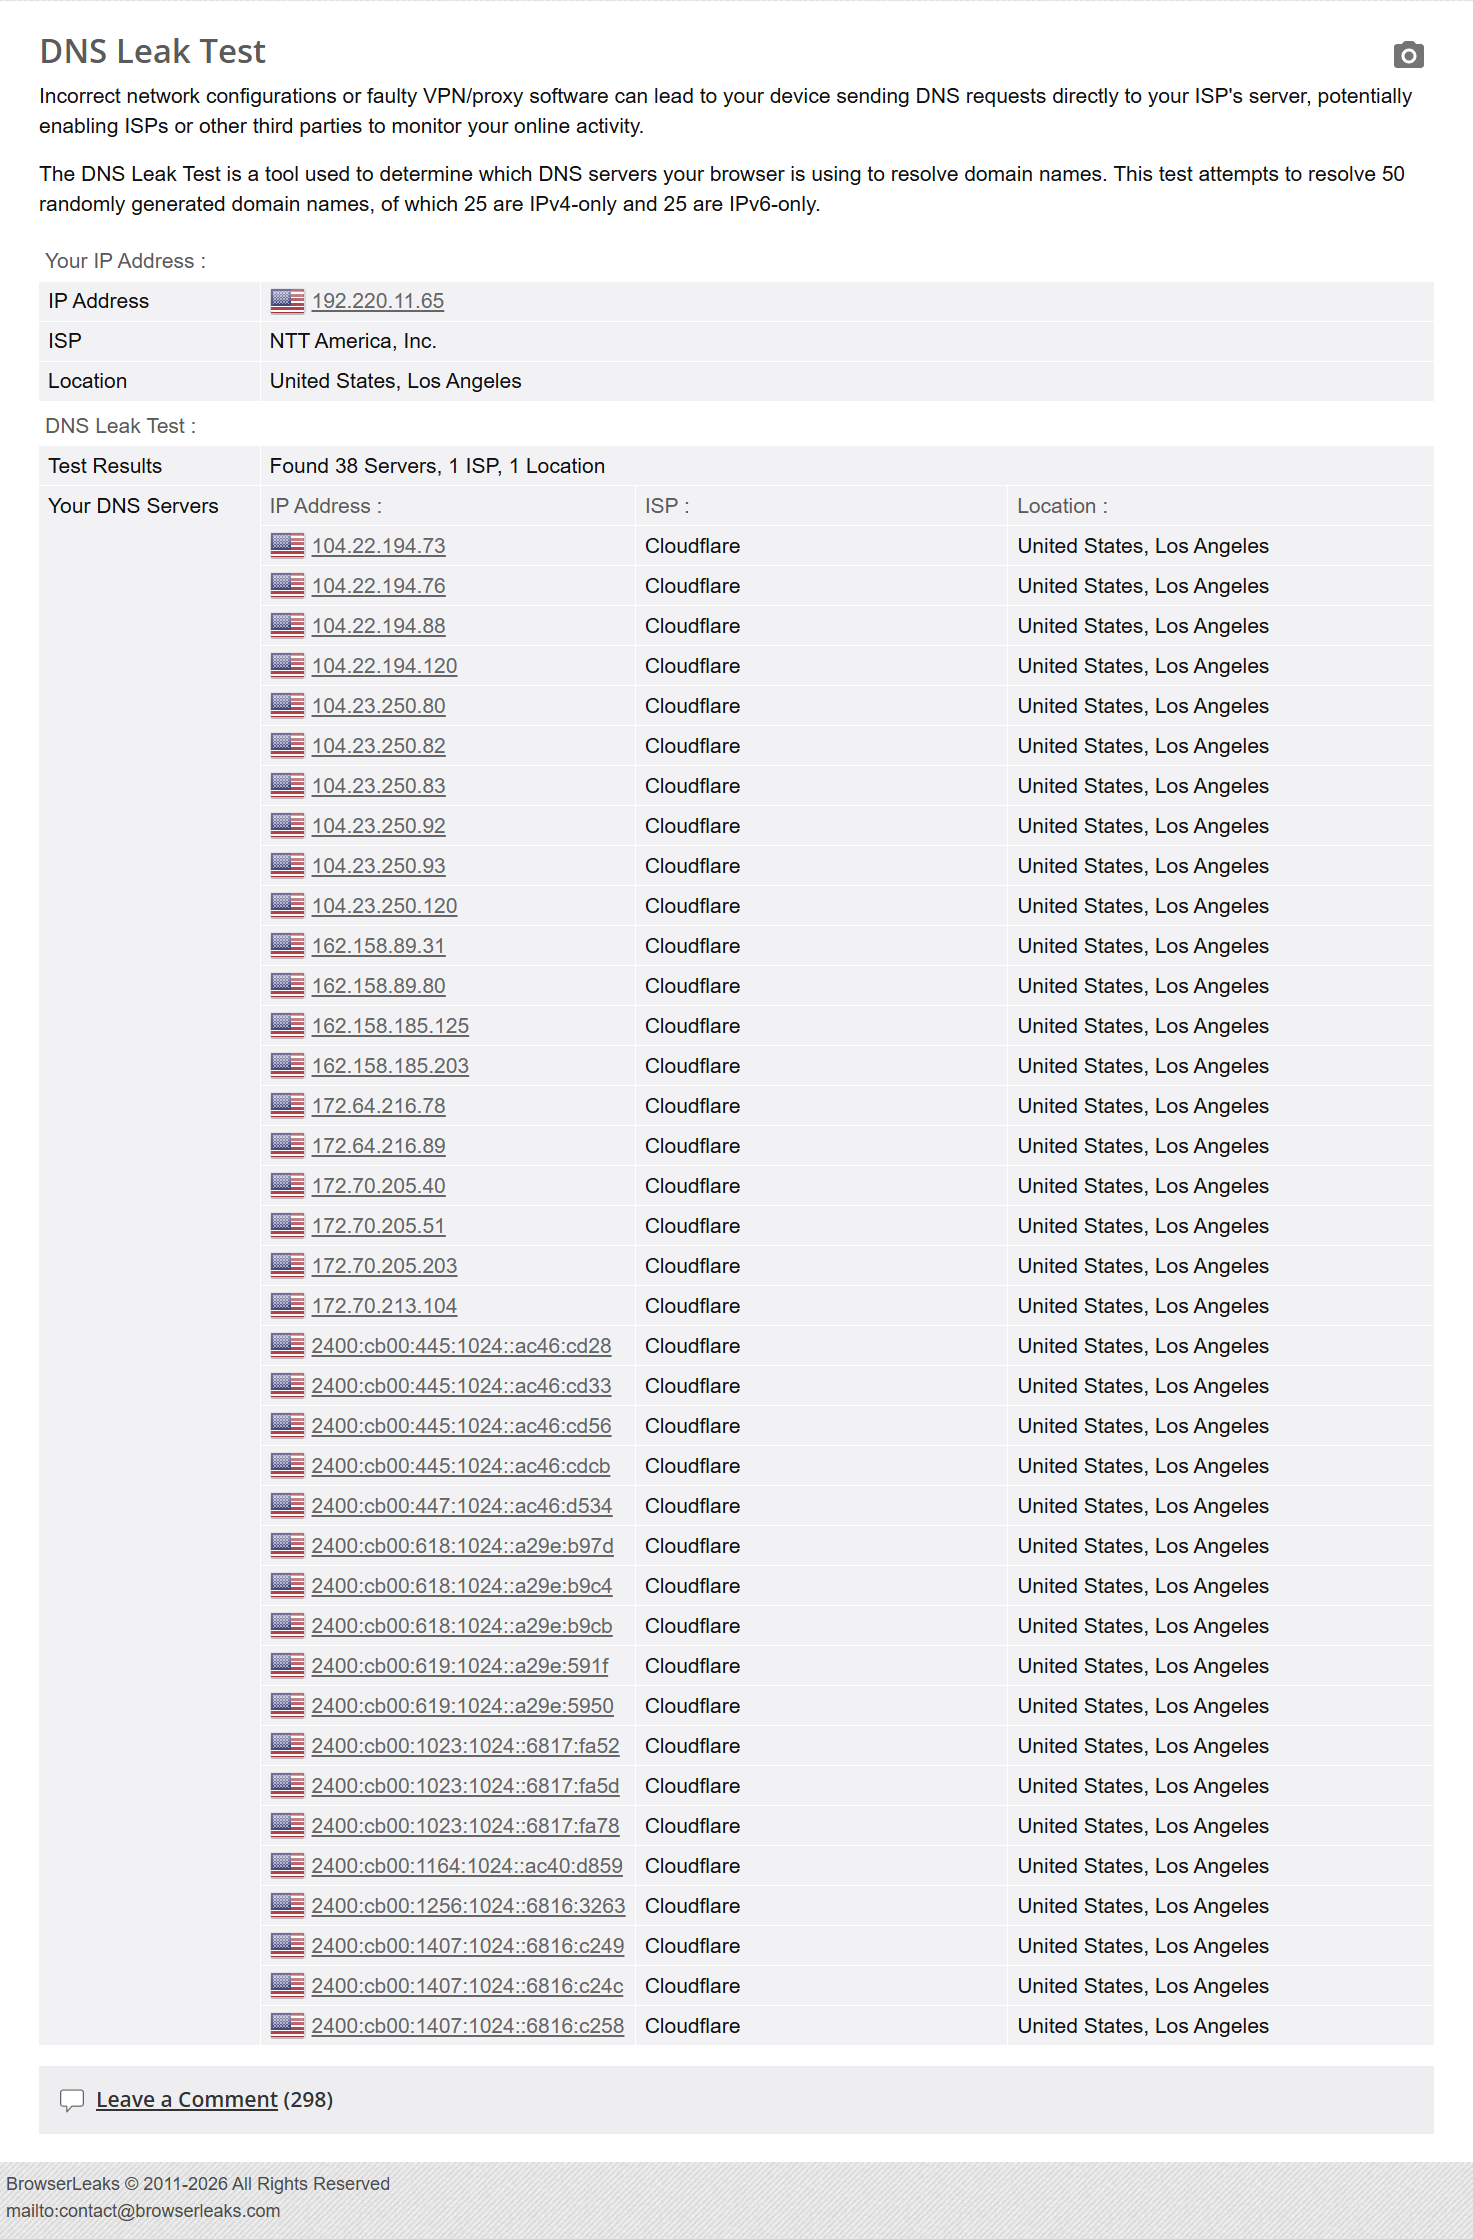 DNS Leak Test
Incorrect network configurations or faulty VPN/proxy software can lead to your device sending DNS requests directly to your ISP's server, potentially
enabling ISPs or other third parties to monitor your online activity.
The DNS Leak Test is a tool used to determine which DNS servers your browser is using to resolve domain names. This test attempts to resolve 50
randomly generated domain names, of which 25 are IPv4-only and 25 are IPv6-only.
Your IP Address :
IP Address 192.220.11.65
ISP NTT America, Inc.
Location United States, Los Angeles
DNS Leak Test :
Test Results Found 38 Servers, 1 ISP, 1 Location
Your DNS Servers IP Address : ISP : Location :
104.22.194.73 Cloudflare United States, Los Angeles
104.22.194.76 Cloudflare United States, Los Angeles
104.22.194.88 Cloudflare United States, Los Angeles
104.22.194.120 Cloudflare United States, Los Angeles
104.23.250.80 Cloudflare United States, Los Angeles
104.23.250.82 Cloudflare United States, Los Angeles
104.23.250.83 Cloudflare United States, Los Angeles
104.23.250.92 Cloudflare United States, Los Angeles
104.23.250.93 Cloudflare United States, Los Angeles
104.23.250.120 Cloudflare United States, Los Angeles
162.158.89.31 Cloudflare United States, Los Angeles
162.158.89.80 Cloudflare United States, Los Angeles
162.158.185.125 Cloudflare United States, Los Angeles
162.158.185.203 Cloudflare United States, Los Angeles
172.64.216.78 Cloudflare United States, Los Angeles
172.64.216.89 Cloudflare United States, Los Angeles
172.70.205.40 Cloudflare United States, Los Angeles
172.70.205.51 Cloudflare United States, Los Angeles
172.70.205.203 Cloudflare United States, Los Angeles
172.70.213.104 Cloudflare United States, Los Angeles
2400:cb00:445:1024::ac46:cd28 Cloudflare United States, Los Angeles
2400:cb00:445:1024::ac46:cd33 Cloudflare United States, Los Angeles
2400:cb00:445:1024::ac46:cd56 Cloudflare United States, Los Angeles
2400:cb00:445:1024::ac46:cdcb Cloudflare United States, Los Angeles
2400:cb00:447:1024::ac46:d534 Cloudflare United States, Los Angeles
2400:cb00:618:1024::a29e:b97d Cloudflare United States, Los Angeles
2400:cb00:618:1024::a29e:b9c4 Cloudflare United States, Los Angeles
2400:cb00:618:1024::a29e:b9cb Cloudflare United States, Los Angeles
2400:cb00:619:1024::a29e:591f Cloudflare United States, Los Angeles
2400:cb00:619:1024::a29e:5950 Cloudflare United States, Los Angeles
2400:cb00:1023:1024::6817:fa52 Cloudflare United States, Los Angeles
2400:cb00:1023:1024::6817:fa5d Cloudflare United States, Los Angeles
2400:cb00:1023:1024::6817:fa78 Cloudflare United States, Los Angeles
2400:cb00:1164:1024::ac40:d859 Cloudflare United States, Los Angeles
2400:cb00:1256:1024::6816:3263 Cloudflare United States, Los Angeles
2400:cb00:1407:1024::6816:c249 Cloudflare United States, Los Angeles
2400:cb00:1407:1024::6816:c24c Cloudflare United States, Los Angeles
2400:cb00:1407:1024::6816:c258 Cloudflare United States, Los Angeles
Leave a Comment (298)
BrowserLeaks © 2011-2026 All Rights Reserved
mailto:contact@browserleaks.com